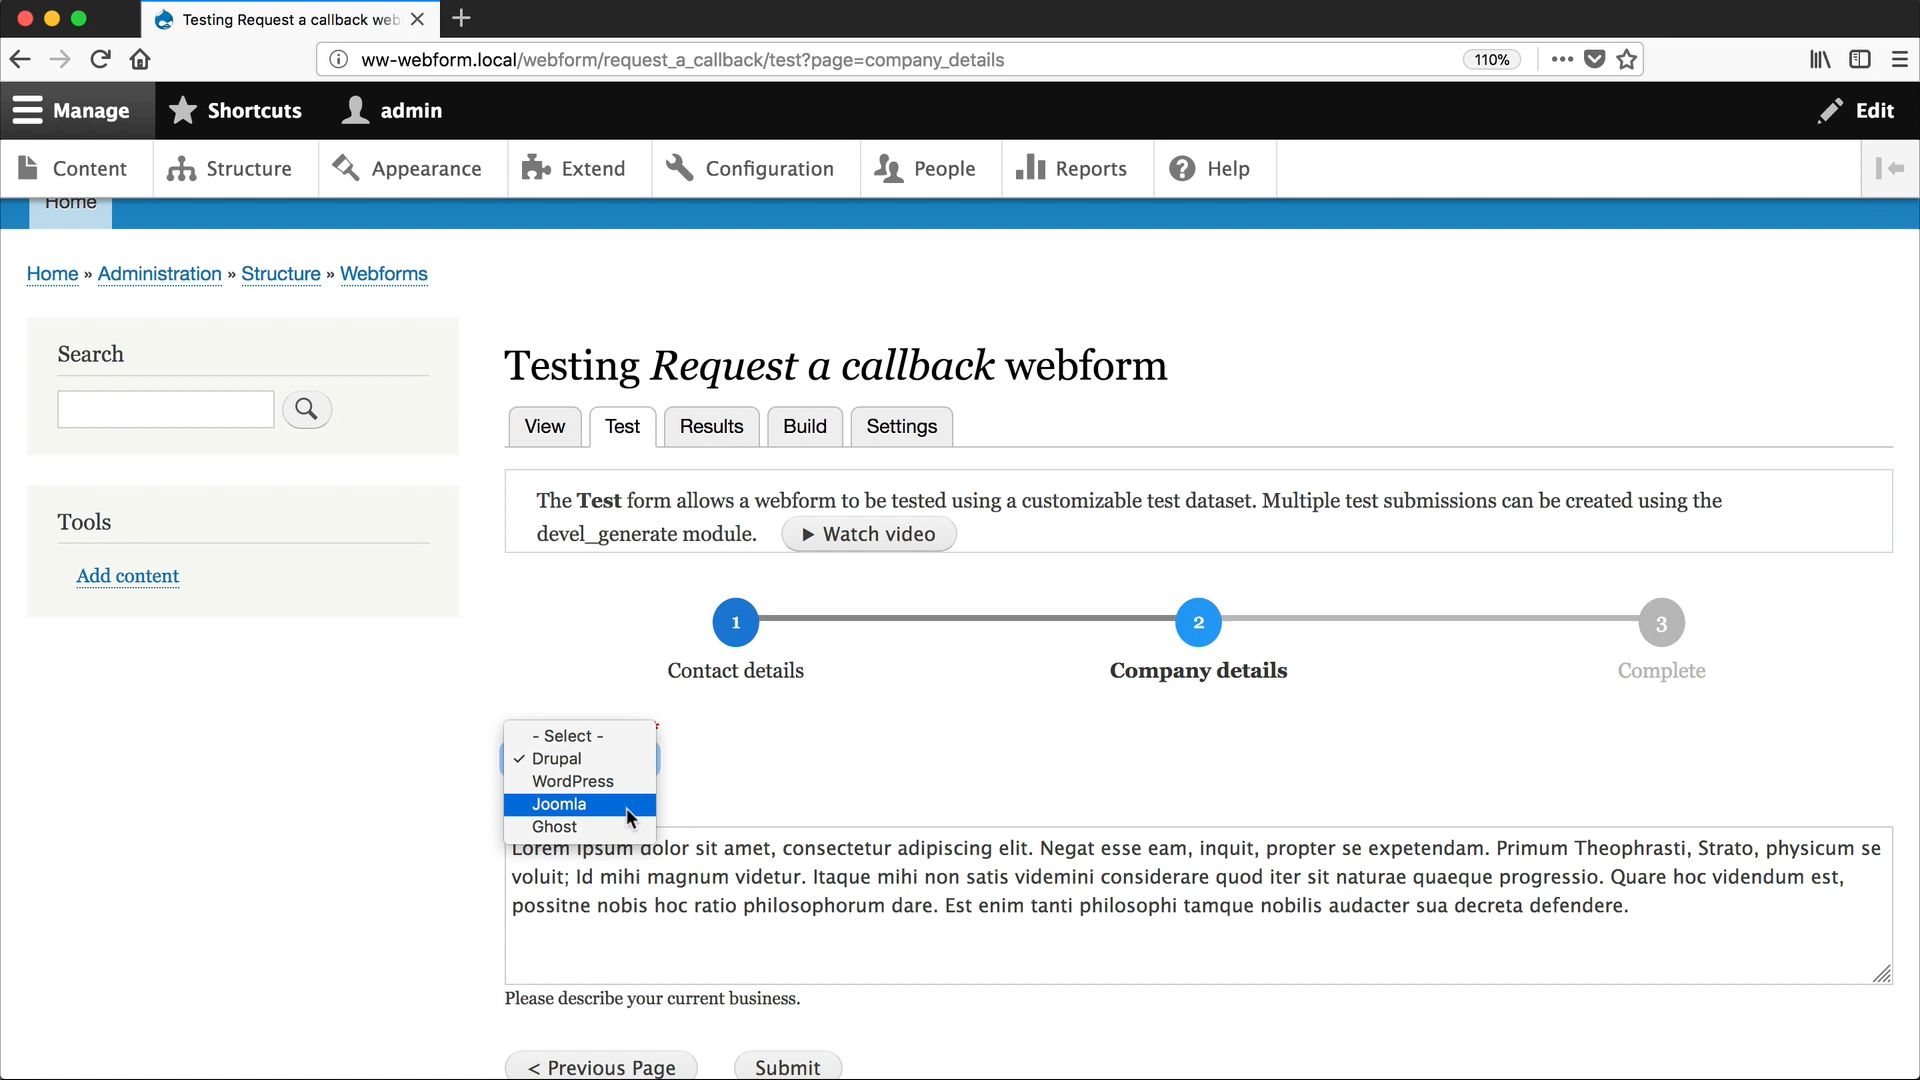 Testing Request a callback web
ww-webform.local/webform/request_a_callback/test?page=company_details
110%
Manage
Shortcuts
admin
Edit
Content
Structure
Appearance
Extend
Configuration
People
Reports
Help
Home
Home » Administration » Structure » Webforms
Search
Tools
Add content
Testing Request a callback webform
View
Test
Results
Build
Settings
The Test form allows a webform to be tested using a customizable test dataset. Multiple test submissions can be created using the
devel_generate module. Watch video
1
2
3
Contact details
Company details
Complete
*
- Select -
✓ Drupal
WordPress
Joomla
Ghost
Lorem ipsum dolor sit amet, consectetur adipiscing elit. Negat esse eam, inquit, propter se expetendam. Primum Theophrasti, Strato, physicum se
voluit; Id mihi magnum videtur. Itaque mihi non satis videmini considerare quod iter sit naturae quaeque progressio. Quare hoc videndum est,
possitne nobis hoc ratio philosophorum dare. Est enim tanti philosophi tamque nobilis audacter sua decreta defendere.
Please describe your current business.
< Previous Page
Submit